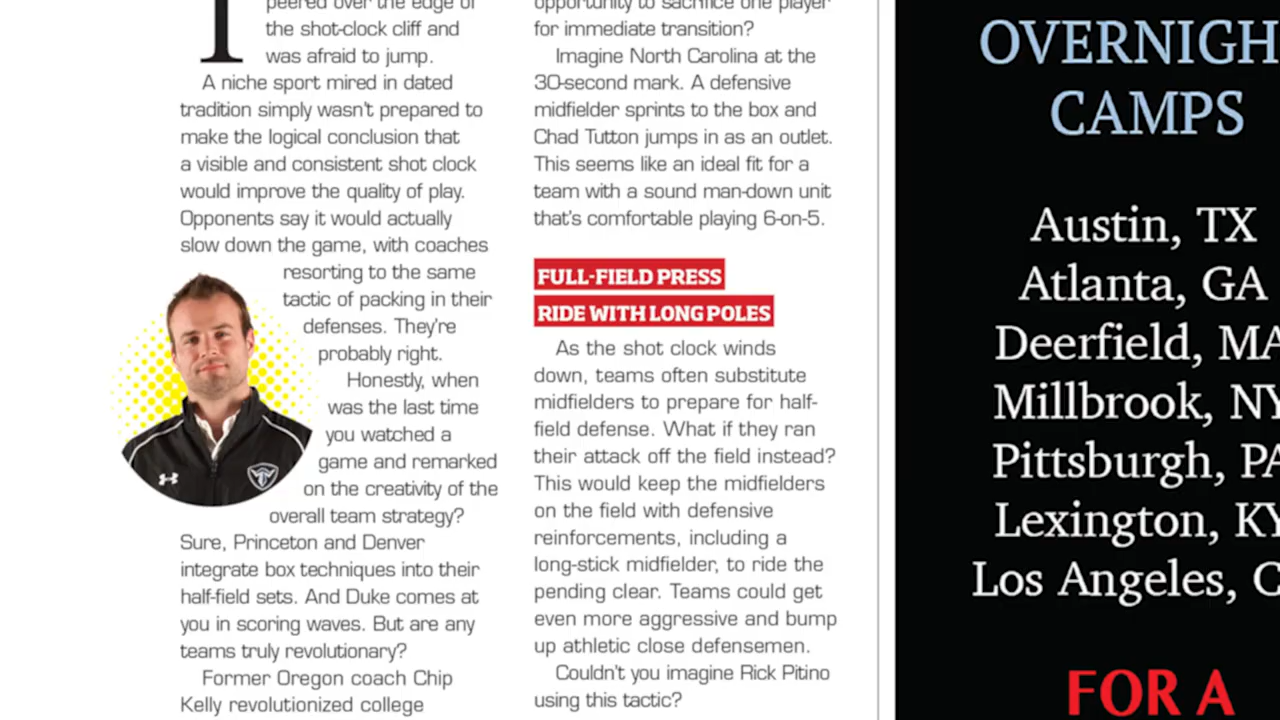 I
peered over the edge of
the shot-clock cliff and
was afraid to jump.
A niche sport mired in dated
tradition simply wasn't prepared to
make the logical conclusion that
a visible and consistent shot clock
would improve the quality of play.
Opponents say it would actually
slow down the game, with coaches
resorting to the same
tactic of packing in their
defenses. They're
probably right.
Honestly, when
was the last time
you watched a
game and remarked
on the creativity of the
overall team strategy?
Sure, Princeton and Denver
integrate box techniques into their
half-field sets. And Duke comes at
you in scoring waves. But are any
teams truly revolutionary?
Former Oregon coach Chip
Kelly revolutionized college
opportunity to sacrifice one player
for immediate transition?
Imagine North Carolina at the
30-second mark. A defensive
midfielder sprints to the box and
Chad Tutton jumps in as an outlet.
This seems like an ideal fit for a
team with a sound man-down unit
that's comfortable playing 6-on-5.
FULL-FIELD PRESS
RIDE WITH LONG POLES
As the shot clock winds
down, teams often substitute
midfielders to prepare for half-
field defense. What if they ran
their attack off the field instead?
This would keep the midfielders
on the field with defensive
reinforcements, including a
long-stick midfielder, to ride the
pending clear. Teams could get
even more aggressive and bump
up athletic close defensemen.
Couldn't you imagine Rick Pitino
using this tactic?
OVERNIGH
CAMPS
Austin, TX
Atlanta, GA
Deerfield, MA
Millbrook, NY
Pittsburgh, PA
Lexington, KY
Los Angeles, C
FOR A